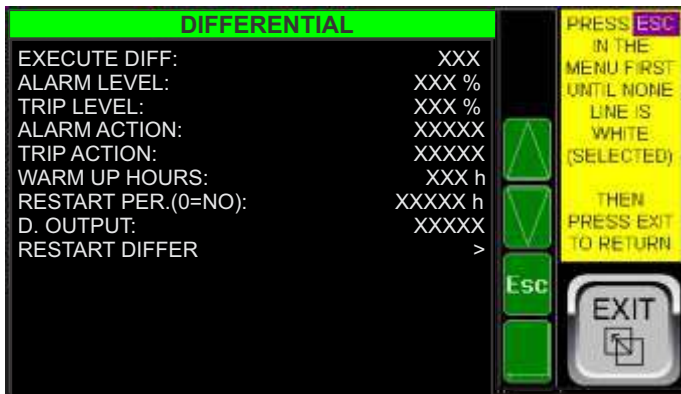 DIFFERENTIAL
EXECUTE DIFF: XXX
ALARM LEVEL: XXX %
TRIP LEVEL: XXX %
ALARM ACTION: XXXXX
TRIP ACTION: XXXXX
WARM UP HOURS: XXX h
RESTART PER.(0=NO): XXXXX h
D. OUTPUT: XXXXX
RESTART DIFFER >
Esc
PRESS ESC
IN THE
MENU FIRST
UNTIL NONE
LINE IS
WHITE
(SELECTED)
THEN
PRESS EXIT
TO RETURN
EXIT